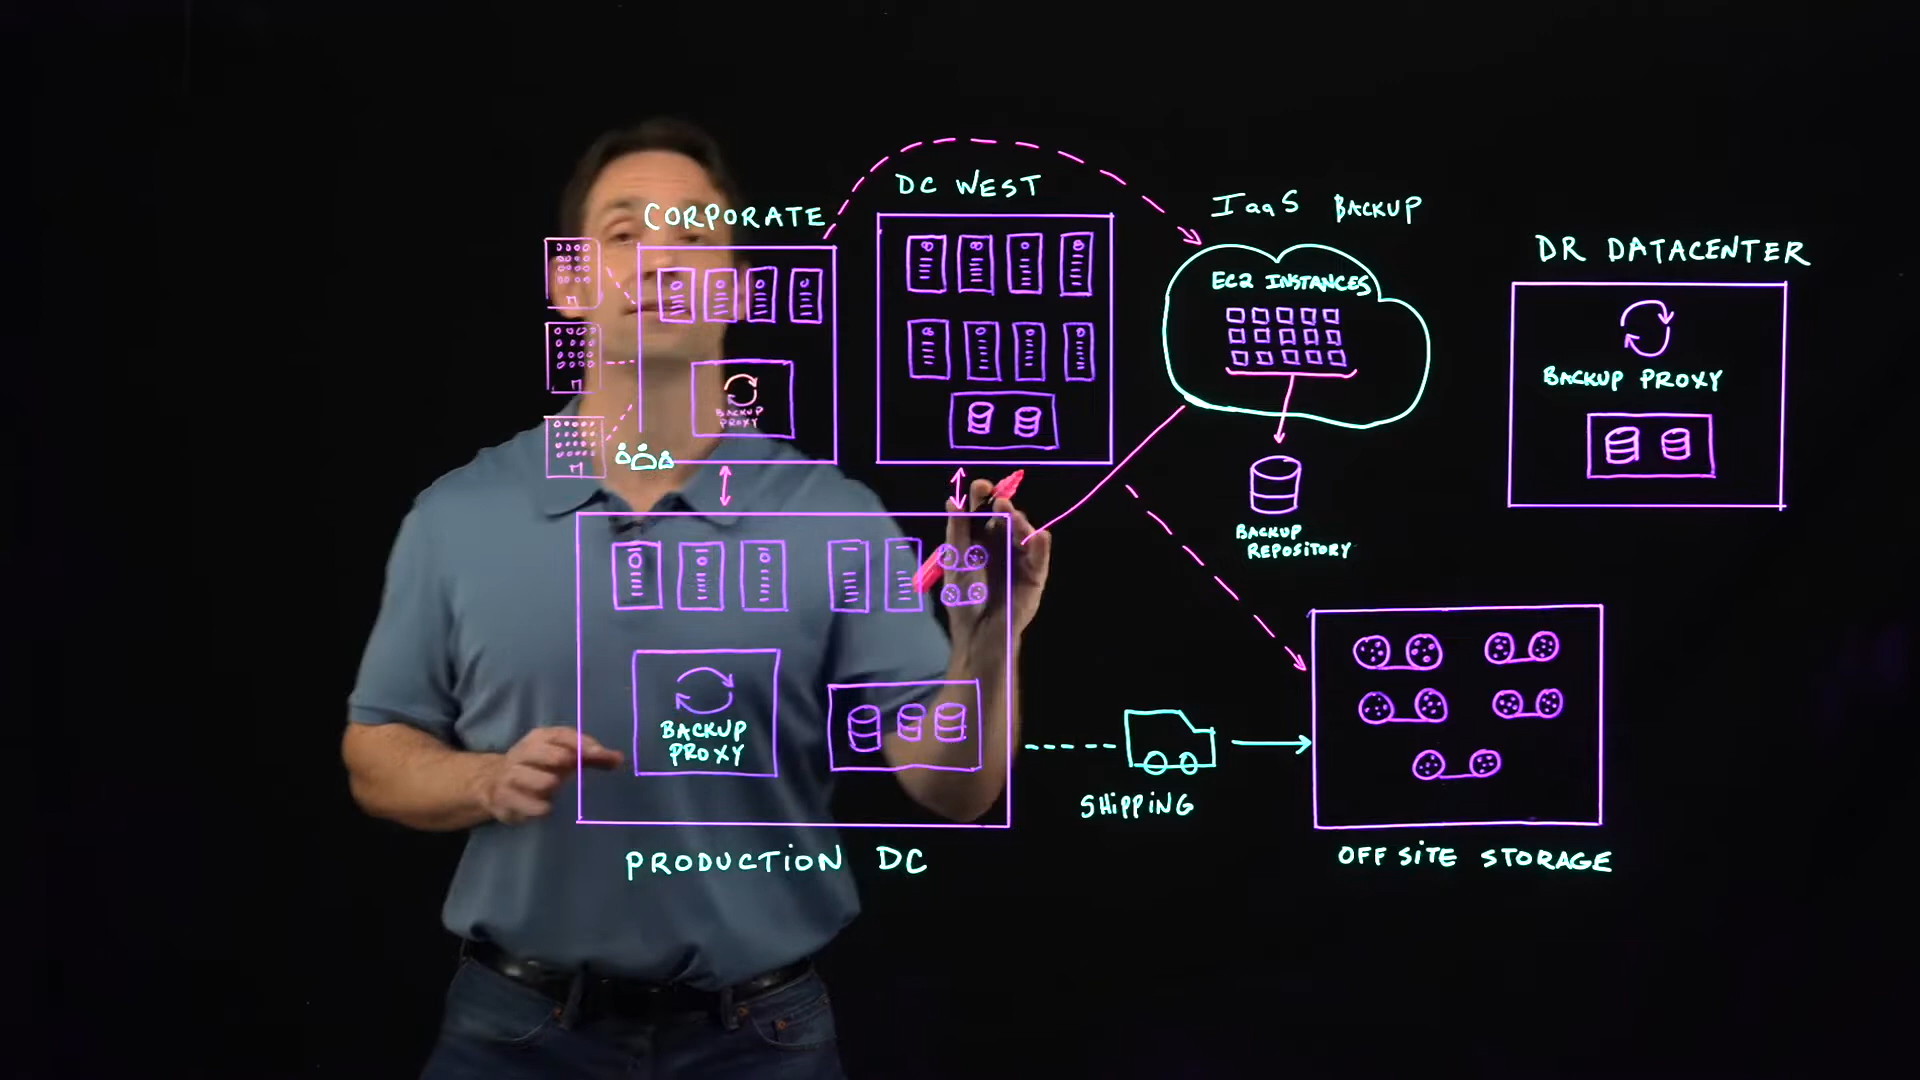 DC WEST
CORPORATE
IaaS BACKUP
DR DATACENTER
EC2 INSTANCES
BACKUP PROXY
BACKUP
PROXY
BACKUP
REPOSITORY
BACKUP
PROXY
SHIPPING
PRODUCTION DC
OFF SITE STORAGE